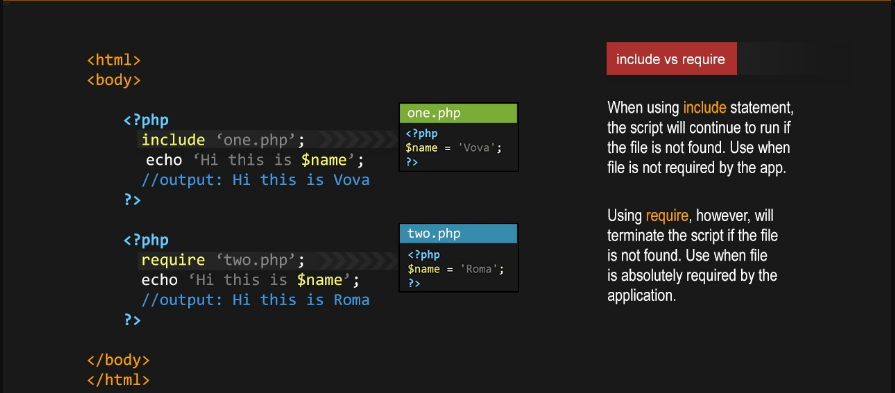 <html>
<body>
<?php
include ‘one.php’;
echo ‘Hi this is $name’;
//output: Hi this is Vova
?>
<?php
require ‘two.php’;
echo ‘Hi this is $name’;
//output: Hi this is Roma
?>
</body>
</html>
one.php
<?php
$name = 'Vova';
?>
two.php
<?php
$name = 'Roma';
?>
include vs require
When using include statement,
the script will continue to run if
the file is not found. Use when
file is not required by the app.
Using require, however, will
terminate the script if the file
is not found. Use when file
is absolutely required by the
application.